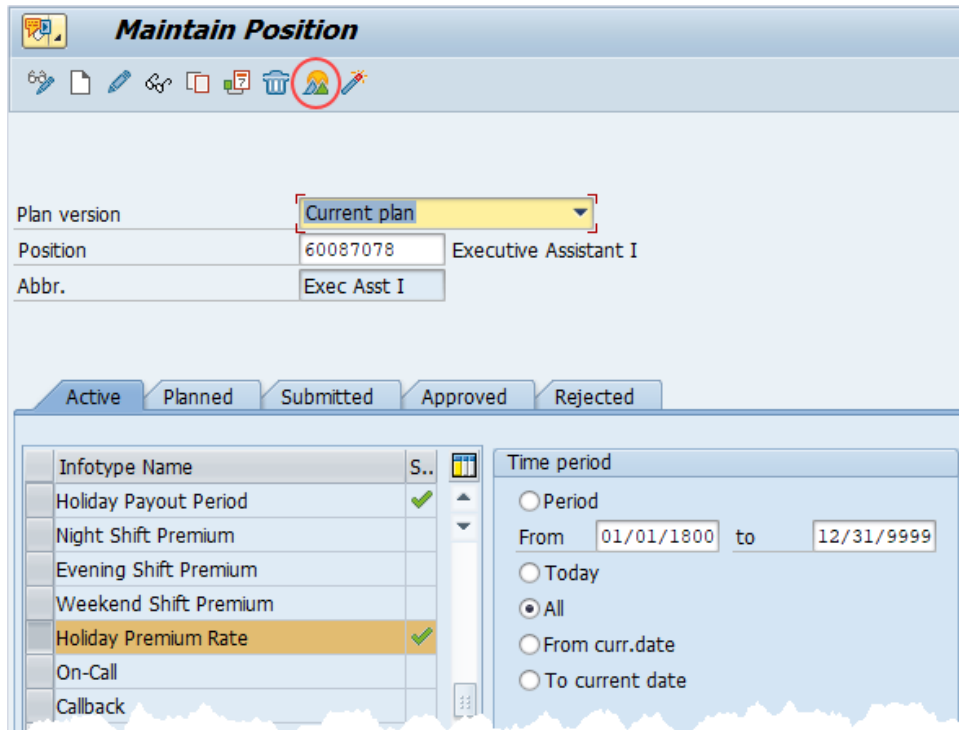 Maintain Position
Plan version Current plan
Position 60087078 Executive Assistant I
Abbr. Exec Asst I
Active Planned Submitted Approved Rejected
Infotype Name S..
Holiday Payout Period
Night Shift Premium
Evening Shift Premium
Weekend Shift Premium
Holiday Premium Rate
On-Call
Callback
Time period
Period
From 01/01/1800 to 12/31/9999
Today
All
From curr.date
To current date